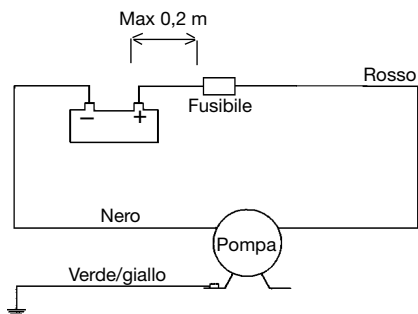 Max 0,2 m
Rosso
− +
Fusibile
Nero
Pompa
Verde/giallo